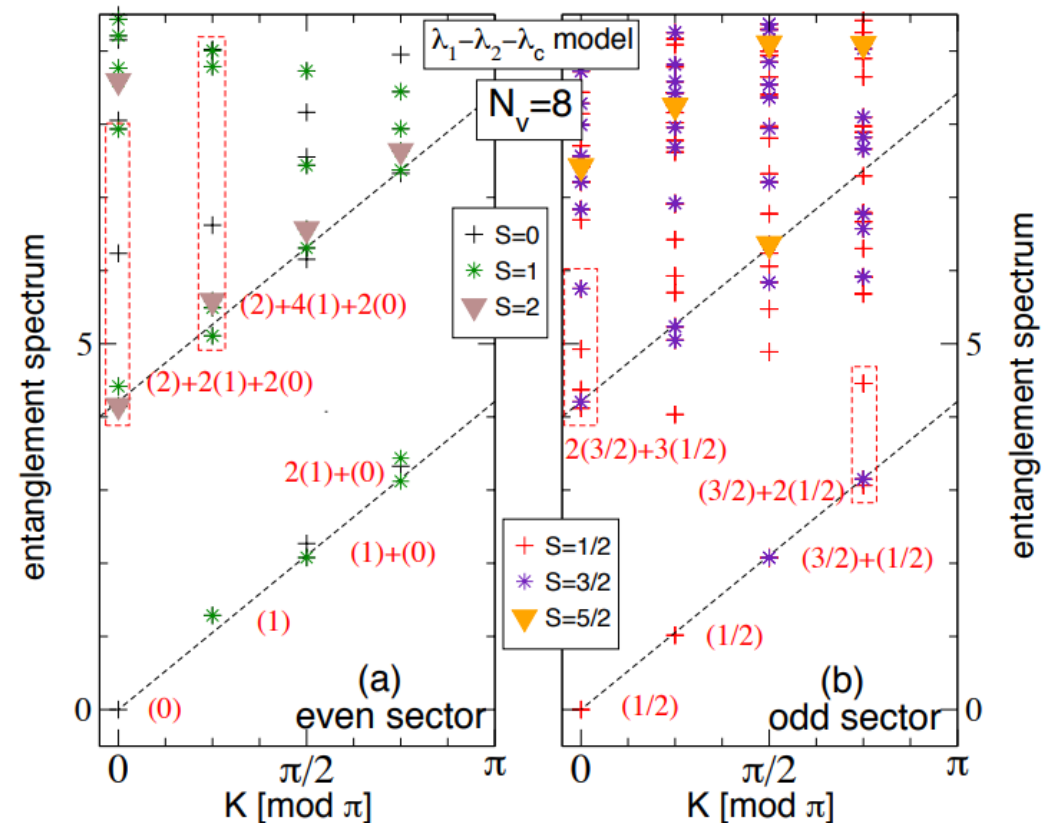 λ₁−λ₂−λ_c model
N_v=8
entanglement spectrum
5
0
S=0
S=1
S=2
(2)+4(1)+2(0)
(2)+2(1)+2(0)
2(1)+(0)
(1)+(0)
(1)
(0)
(a)
even sector
0
π/2
π
K [mod π]
S=1/2
S=3/2
S=5/2
2(3/2)+3(1/2)
(3/2)+2(1/2)
(3/2)+(1/2)
(1/2)
(1/2)
(b)
odd sector
0
π/2
π
K [mod π]
5
0
entanglement spectrum